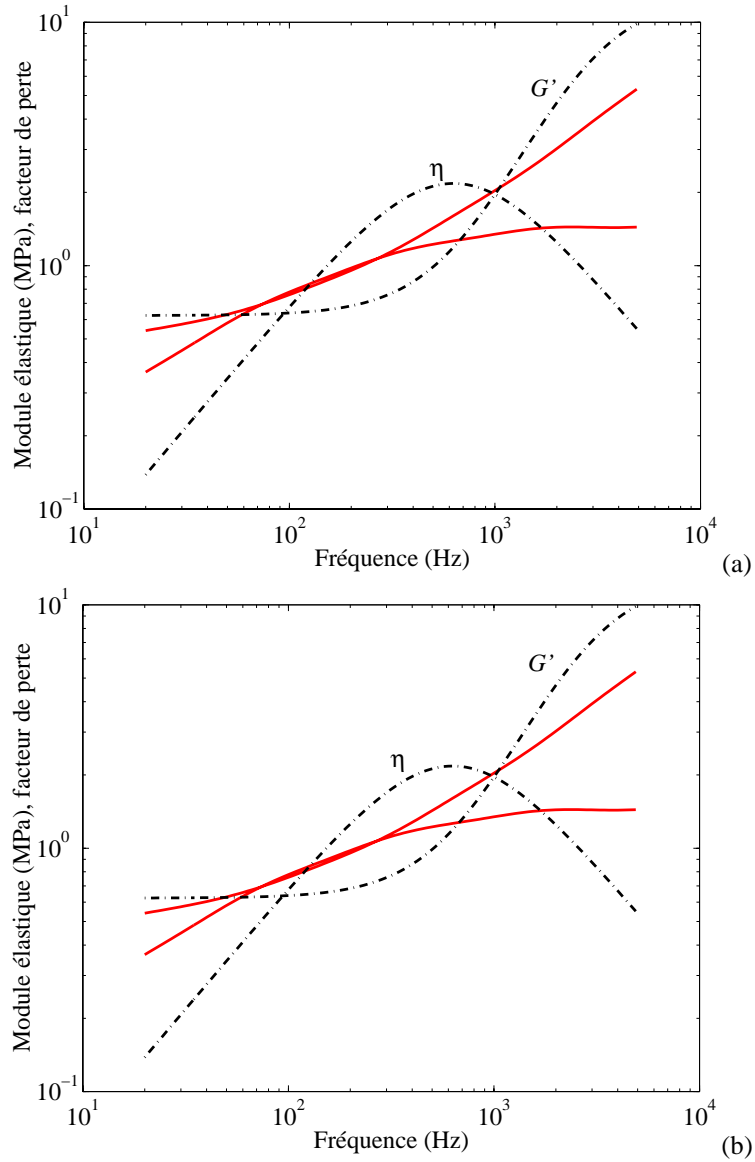 10^1
G’
η
10^0
10^-1
Module élastique (MPa), facteur de perte
10^1 10^2 10^3 10^4
Fréquence (Hz)
(a)
10^1
G’
η
10^0
10^-1
Module élastique (MPa), facteur de perte
10^1 10^2 10^3 10^4
Fréquence (Hz)
(b)